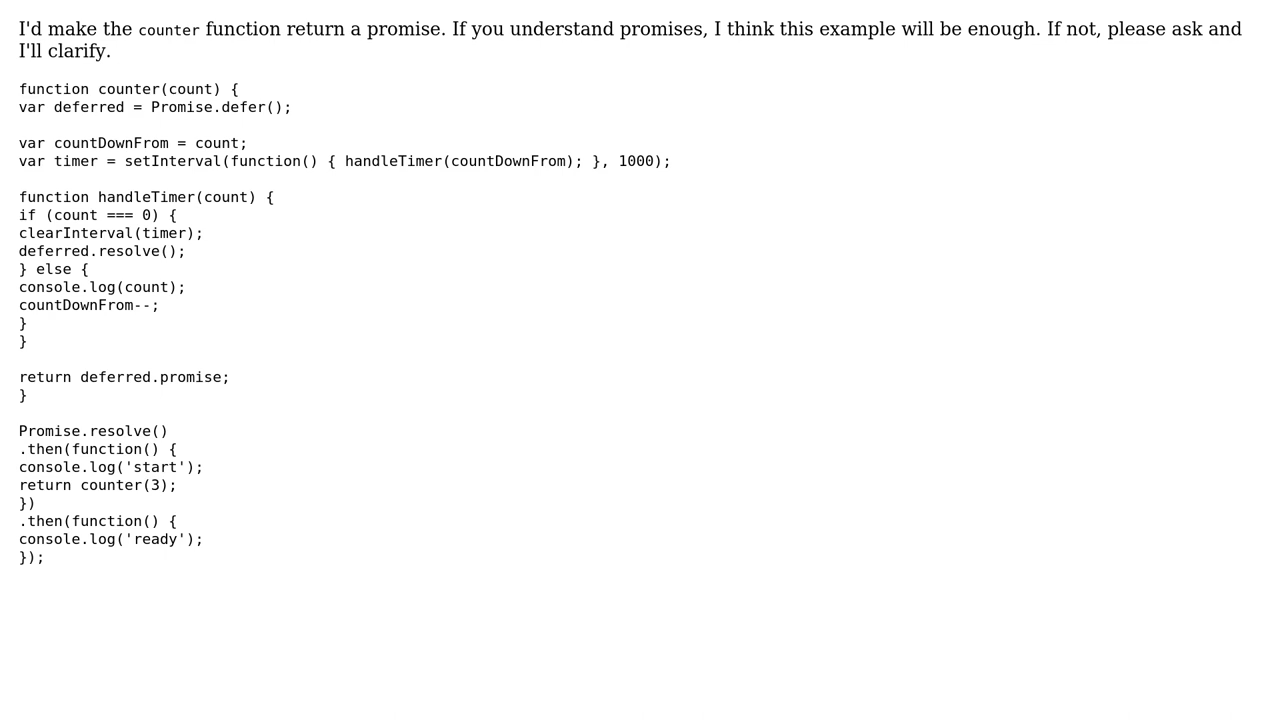 I'd make the counter function return a promise. If you understand promises, I think this example will be enough. If not, please ask and
I'll clarify.
function counter(count) {
var deferred = Promise.defer();
var countDownFrom = count;
var timer = setInterval(function() { handleTimer(countDownFrom); }, 1000);
function handleTimer(count) {
if (count === 0) {
clearInterval(timer);
deferred.resolve();
} else {
console.log(count);
countDownFrom--;
}
}
return deferred.promise;
}
Promise.resolve()
.then(function() {
console.log('start');
return counter(3);
})
.then(function() {
console.log('ready');
});